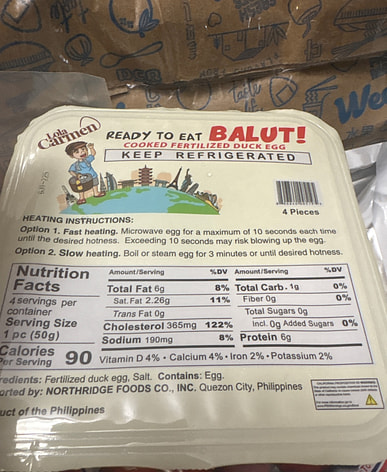 Lola
Carmen
READY TO EAT BALUT!
COOKED FERTILIZED DUCK EGG
KEEP REFRIGERATED
4 Pieces
HEATING INSTRUCTIONS:
Option 1. Fast heating. Microwave egg for a maximum of 10 seconds each time
until the desired hotness. Exceeding 10 seconds may risk blowing up the egg.
Option 2. Slow heating. Boil or steam egg for 3 minutes or until desired hotness.
Nutrition
Facts
4 servings per
container
Serving Size
1 pc (50g)
Calories
Per Serving 90
Amount/Serving %DV
Total Fat 6g 8%
Sat. Fat 2.26g 11%
Trans Fat 0g
Cholesterol 365mg 122%
Sodium 190mg 8%
Amount/Serving %DV
Total Carb. 1g 0%
Fiber 0g 0%
Total Sugars 0g
Incl. 0g Added Sugars 0%
Protein 6g
Vitamin D 4% • Calcium 4% • Iron 2% • Potassium 2%
redients: Fertilized duck egg, Salt. Contains: Egg.
orted by: NORTHRIDGE FOODS CO., INC. Quezon City, Philippines
uct of the Philippines
We